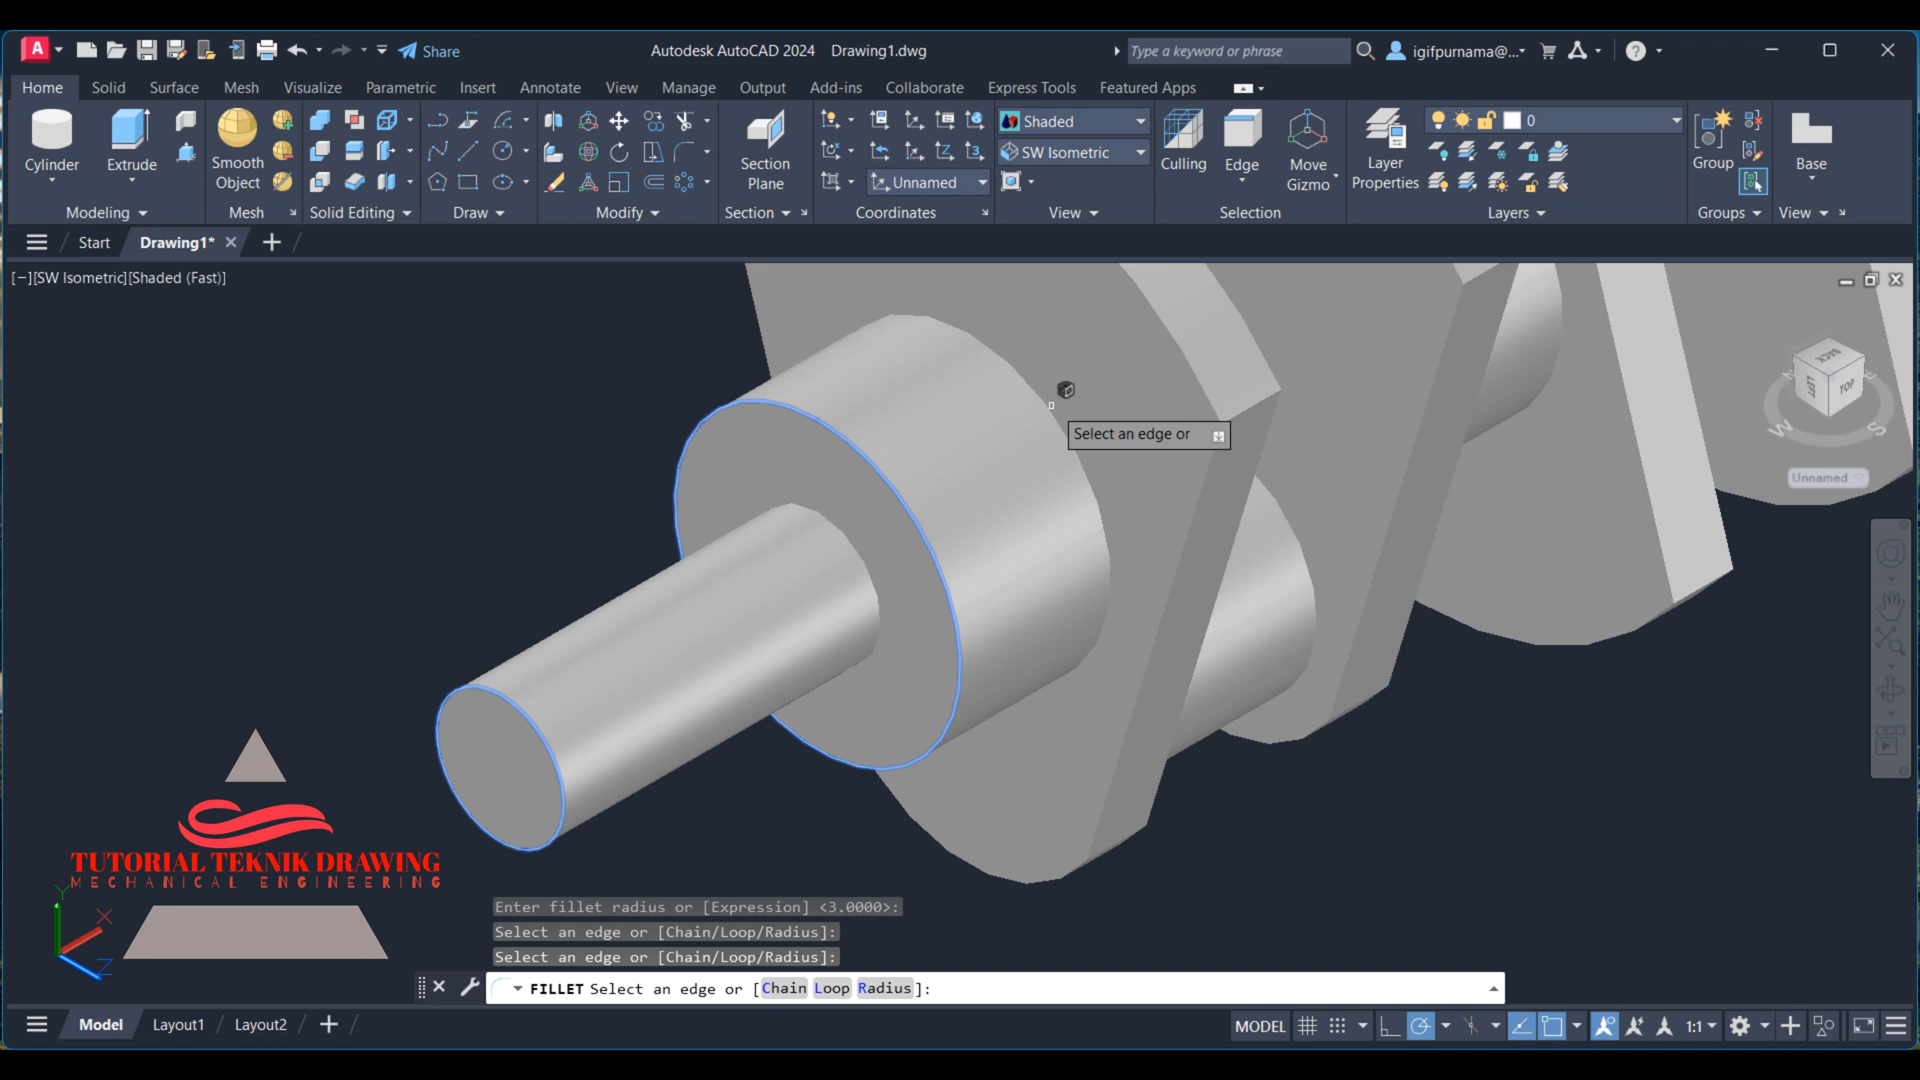 A
Share
Autodesk AutoCAD 2024 Drawing1.dwg
Type a keyword or phrase
igifpurnama@...
?
Home Solid Surface Mesh Visualize Parametric Insert Annotate View Manage Output Add-ins Collaborate Express Tools Featured Apps
Shaded
0
SW Isometric
Cylinder Extrude Smooth Object Section Plane Culling Edge Move Gizmo Layer Properties Group Base
Unnamed
Modeling Mesh Solid Editing Draw Modify Section Coordinates View Selection Layers Groups View
Start Drawing1*
[−][SW Isometric][Shaded (Fast)]
BACK
LEFT TOP
W S
Select an edge or
Unnamed
TUTORIAL TEKNIK DRAWING
MECHANICAL ENGINEERING
Y
X
Z
Enter fillet radius or [Expression] <3.0000>:
Select an edge or [Chain/Loop/Radius]:
Select an edge or [Chain/Loop/Radius]:
FILLET Select an edge or [Chain Loop Radius]:
Model Layout1 Layout2
MODEL 1:1